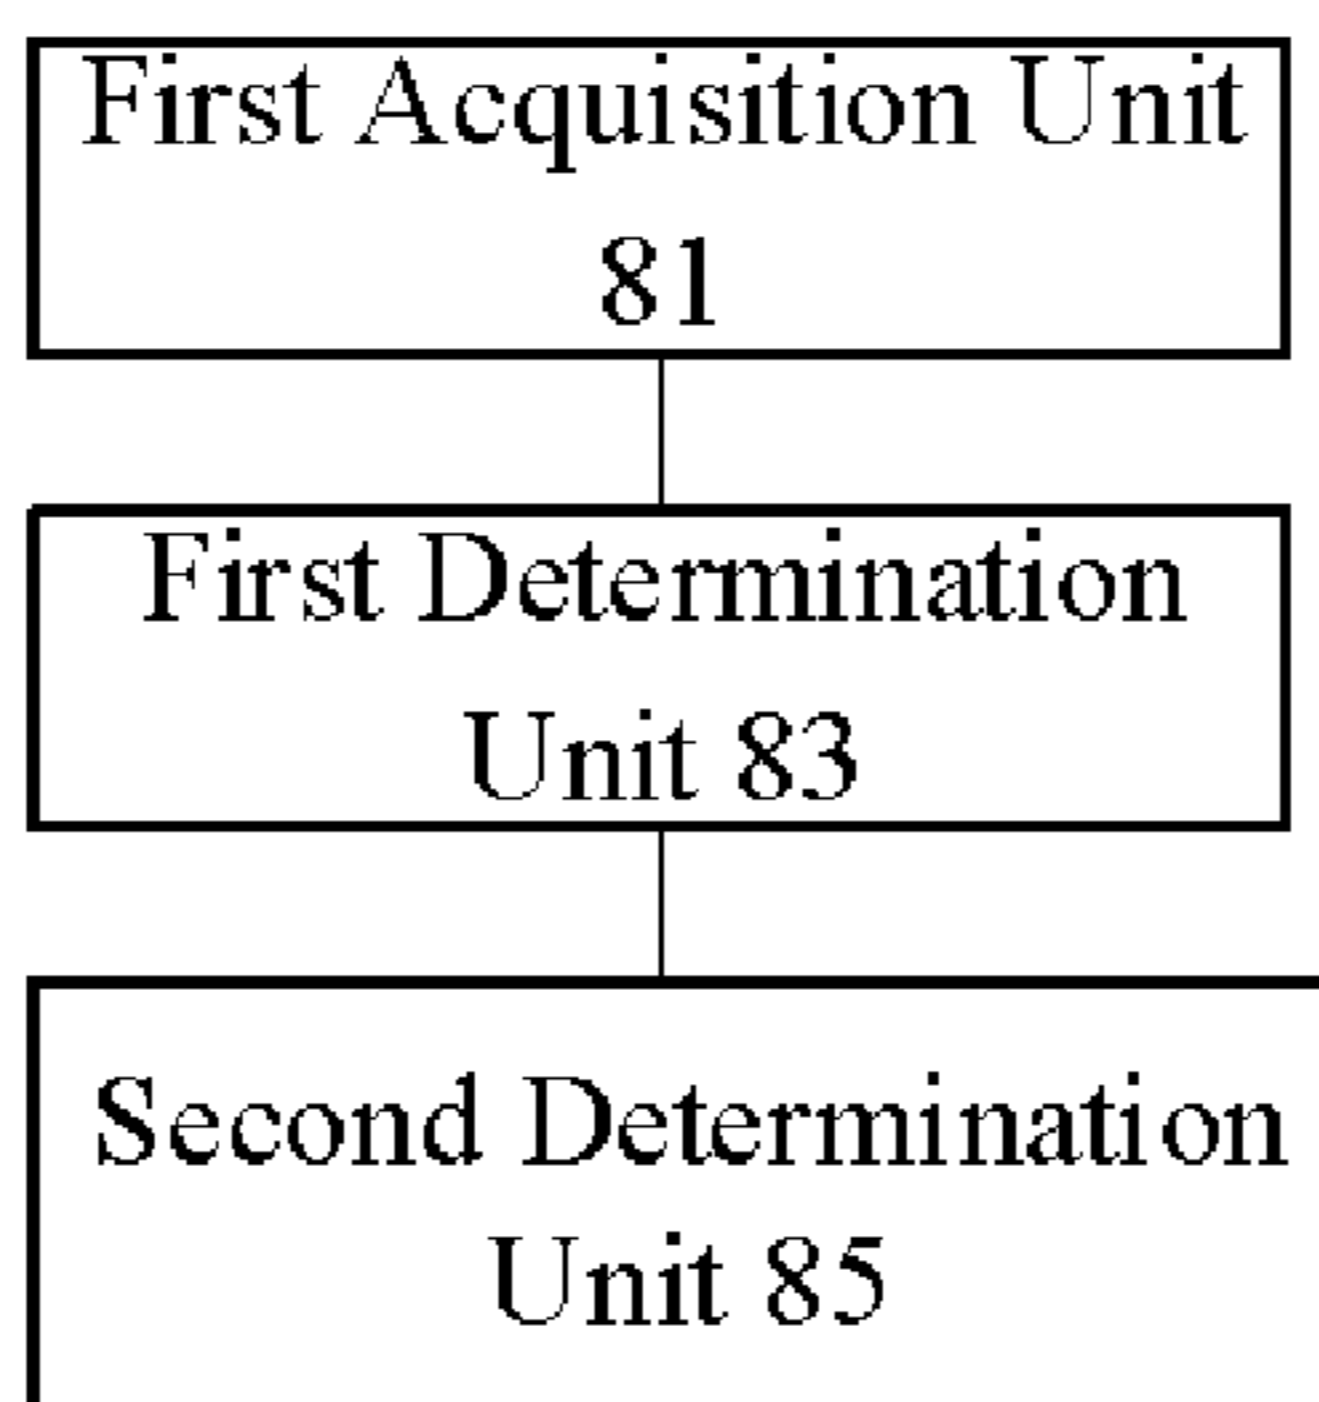 First Acquisition Unit
81
First Determination
Unit 83
Second Determination
Unit 85